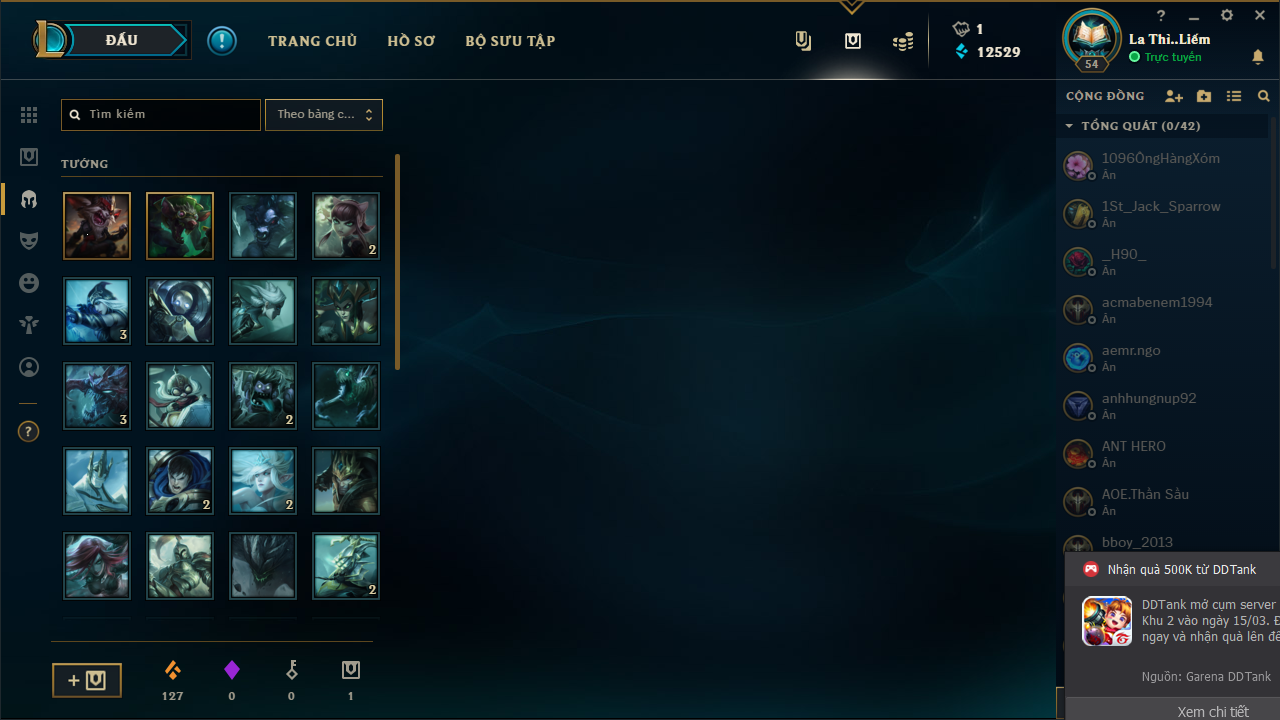 ĐẤU
TRANG CHỦ
HỒ SƠ
BỘ SƯU TẬP
1
12529
54
La Thì..Liếm
Trực tuyến
Tìm kiếm
Theo bảng c...
TƯỚNG
2
3
3
2
2
2
2
?
127
0
0
1
CỘNG ĐỒNG
TỔNG QUÁT (0/42)
1096ÔngHàngXóm
Ẩn
1St_Jack_Sparrow
Ẩn
_H90_
Ẩn
acmabenem1994
Ẩn
aemr.ngo
Ẩn
anhhungnup92
Ẩn
ANT HERO
Ẩn
AOE.Thần Sầu
Ẩn
bboy_2013
Nhận quà 500K từ DDTank
DDTank mở cụm server
Khu 2 vào ngày 15/03. Đ
ngay và nhận quà lên đế
Nguồn: Garena DDTank
Xem chi tiết